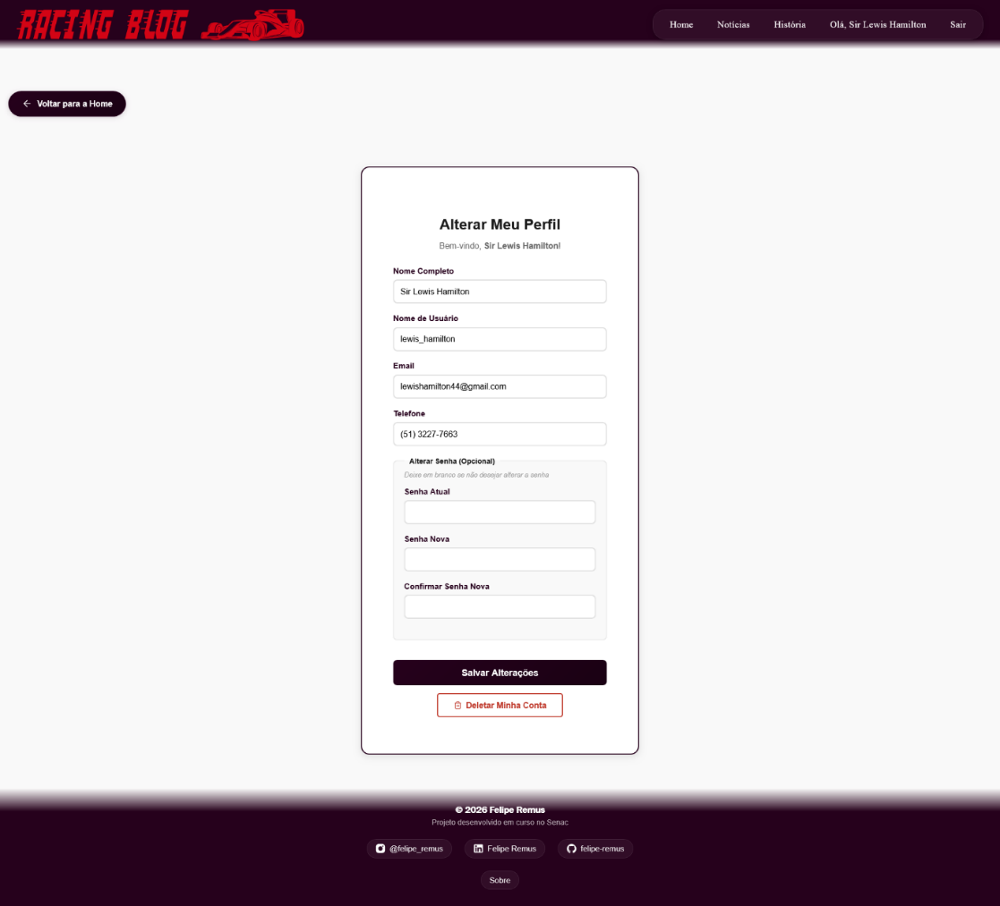 RACING BLOG
Home Notícias História Olá, Sir Lewis Hamilton Sair
Voltar para a Home
Alterar Meu Perfil
Bem-vindo, Sir Lewis Hamilton!
Nome Completo
Sir Lewis Hamilton
Nome de Usuário
lewis_hamilton
Email
lewishamilton44@gmail.com
Telefone
(51) 3227-7663
Alterar Senha (Opcional)
Deixe em branco se não desejar alterar a senha
Senha Atual
Senha Nova
Confirmar Senha Nova
Salvar Alterações
Deletar Minha Conta
© 2026 Felipe Remus
Projeto desenvolvido em curso no Senac
@felipe_remus Felipe Remus felipe-remus
Sobre